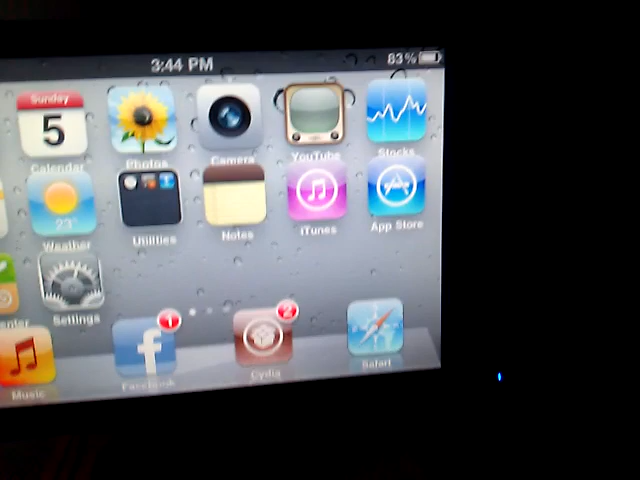 3:44 PM 83%
Sunday
5
Calendar Photos Camera YouTube Stocks
23°
Weather Utilities Notes iTunes App Store
Settings
1 2
Music Facebook Cydia Safari